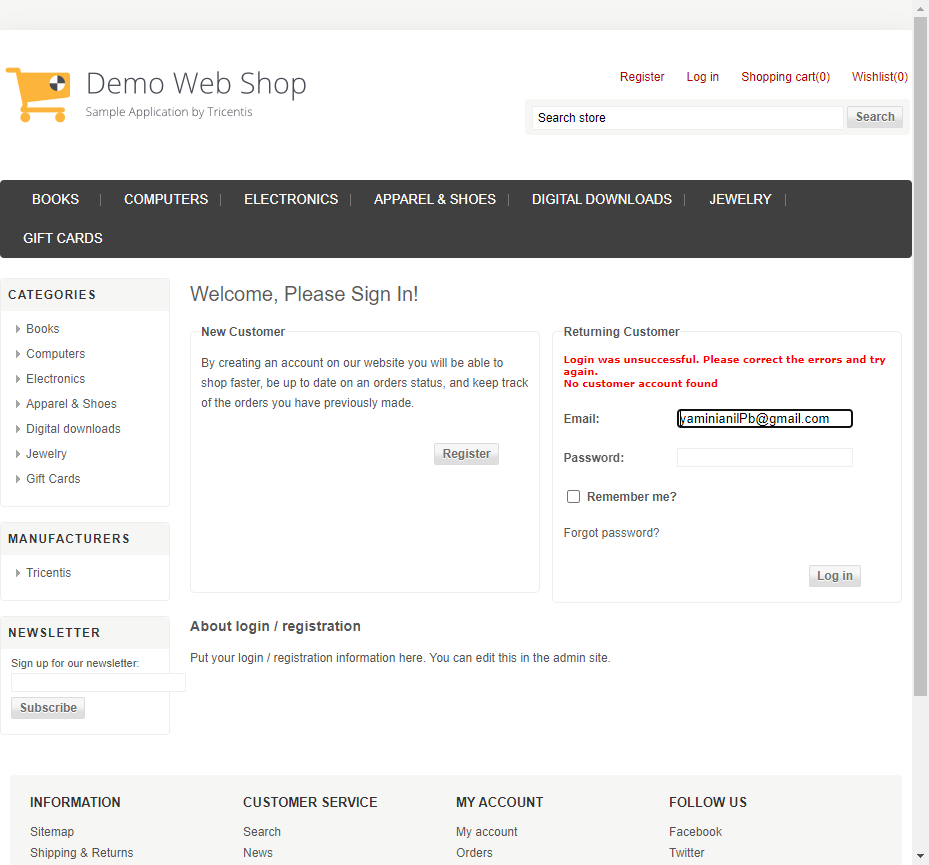 Demo Web Shop
Sample Application by Tricentis
Register Log in Shopping cart(0) Wishlist(0)
Search store Search
BOOKS COMPUTERS ELECTRONICS APPAREL & SHOES DIGITAL DOWNLOADS JEWELRY
GIFT CARDS
CATEGORIES
Books
Computers
Electronics
Apparel & Shoes
Digital downloads
Jewelry
Gift Cards
MANUFACTURERS
Tricentis
NEWSLETTER
Sign up for our newsletter:
Subscribe
Welcome, Please Sign In!
New Customer
By creating an account on our website you will be able to
shop faster, be up to date on an orders status, and keep track
of the orders you have previously made.
Register
Returning Customer
Login was unsuccessful. Please correct the errors and try
again.
No customer account found
Email: yaminianilPb@gmail.com
Password:
Remember me?
Forgot password?
Log in
About login / registration
Put your login / registration information here. You can edit this in the admin site.
INFORMATION
Sitemap
Shipping & Returns
CUSTOMER SERVICE
Search
News
MY ACCOUNT
My account
Orders
FOLLOW US
Facebook
Twitter